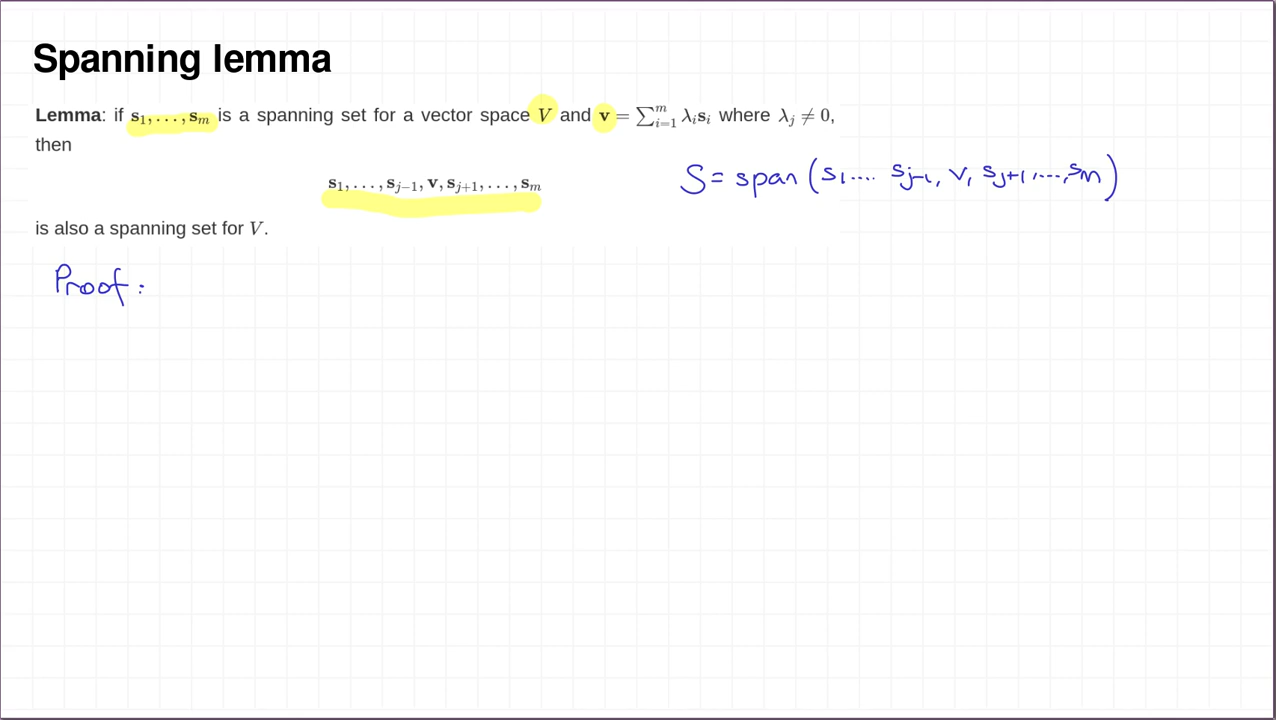 Spanning lemma
Lemma: if s₁, . . . , sₘ is a spanning set for a vector space V and v = ∑ᵢ₌₁ᵐ λᵢsᵢ where λⱼ ≠ 0,
then
s₁, . . . , sⱼ₋₁, v, sⱼ₊₁, . . . , sₘ
S = span (s₁.... sⱼ₋₁, v, sⱼ₊₁, ...., sₘ)
is also a spanning set for V.
Proof: